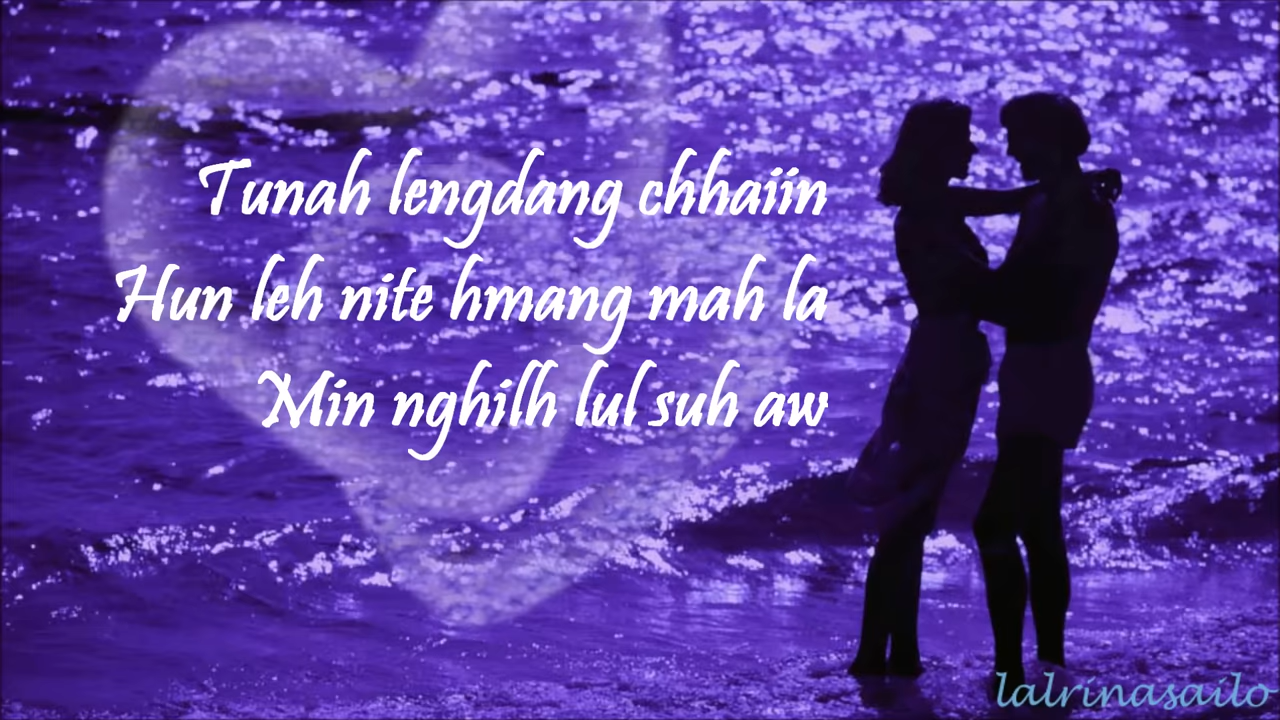 Tunah lengdang chhaiin
Hun leh nite hmang mah la
Min nghilh lul suh aw
lalrinasailo